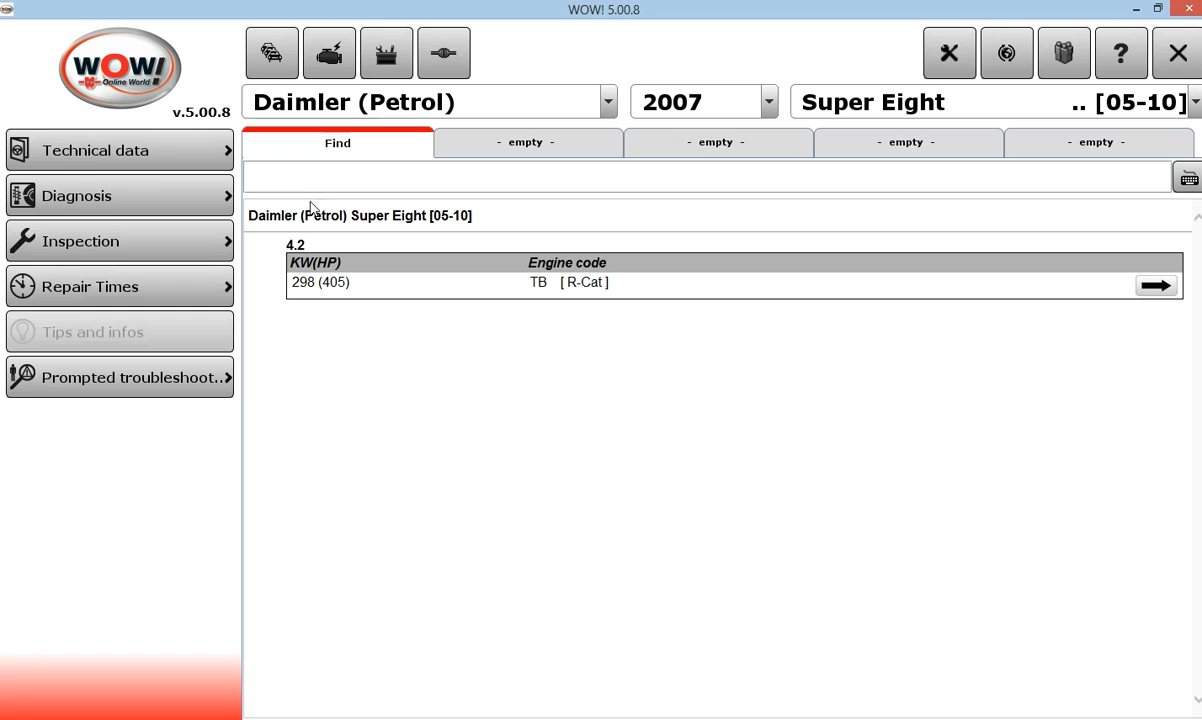 WOW! 5.00.8
WOW!
Online World
v.5.00.8
Daimler (Petrol)
2007
Super Eight .. [05-10]
Technical data
Diagnosis
Inspection
Repair Times
Tips and infos
Prompted troubleshoot..
Find
- empty -
- empty -
- empty -
- empty -
Daimler (Petrol) Super Eight [05-10]
4.2
KW(HP) Engine code
298 (405) TB [ R-Cat ]